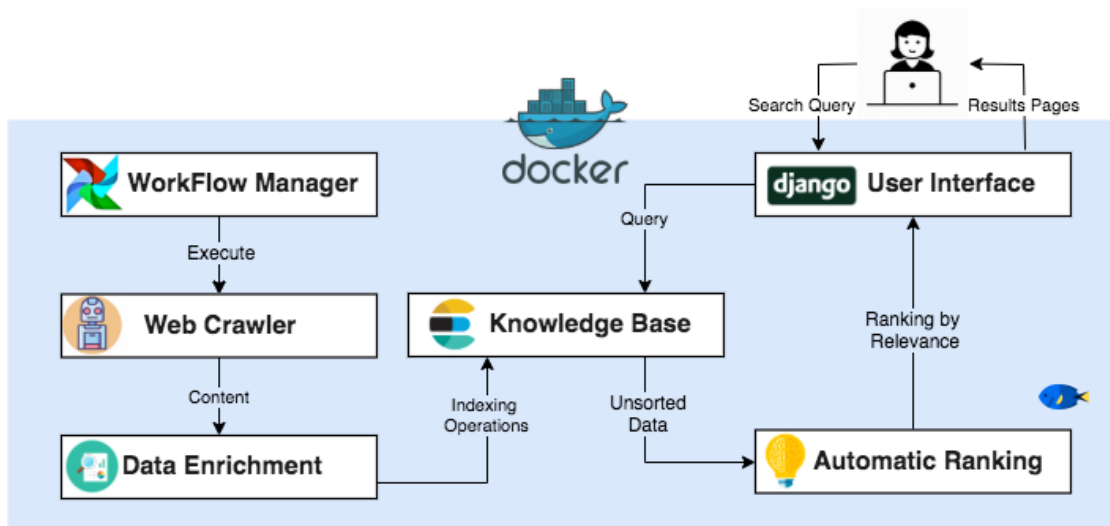 Search Query
Results Pages
docker
WorkFlow Manager
django User Interface
Query
Execute
Web Crawler
Knowledge Base
Ranking by
Relevance
Content
Indexing
Operations
Unsorted
Data
Data Enrichment
Automatic Ranking